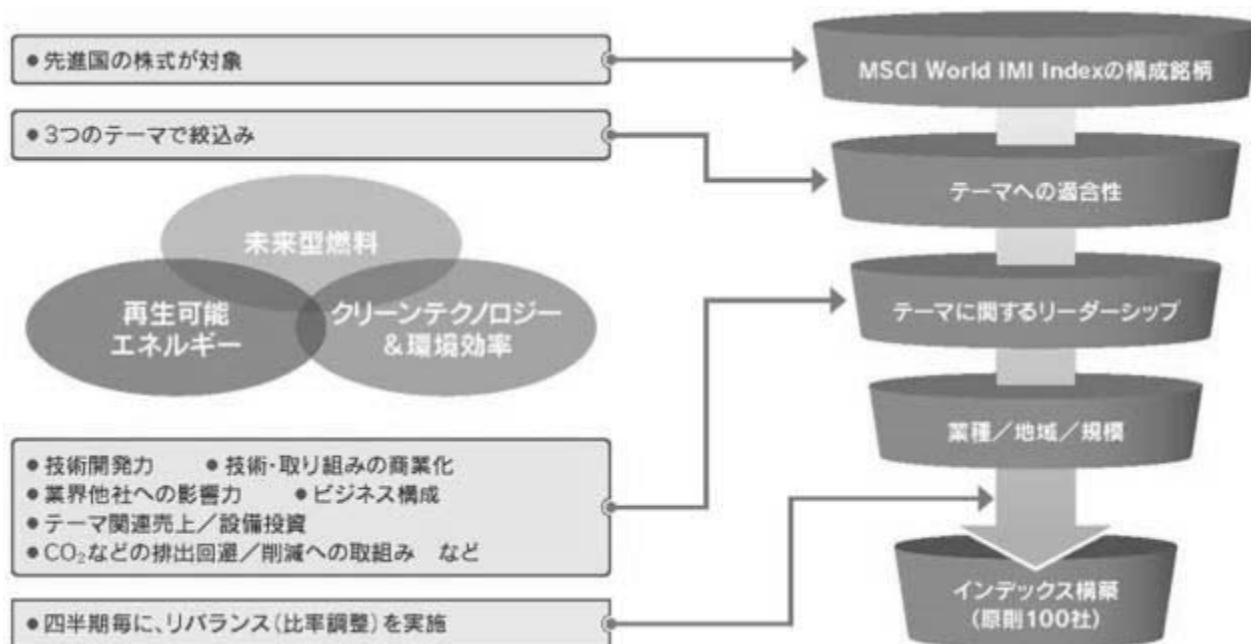 ●先進国の株式が対象
MSCI World IMI Indexの構成銘柄
●3つのテーマで絞込み
テーマへの適合性
未来型燃料
再生可能
エネルギー
クリーンテクノロジー
&環境効率
テーマに関するリーダーシップ
業種／地域／規模
●技術開発力 ●技術・取り組みの商業化
●業界他社への影響力 ●ビジネス構成
●テーマ関連売上／設備投資
●CO₂などの排出回避／削減への取組み など
●四半期毎に、リバランス（比率調整）を実施
インデックス構築
（原則100社）